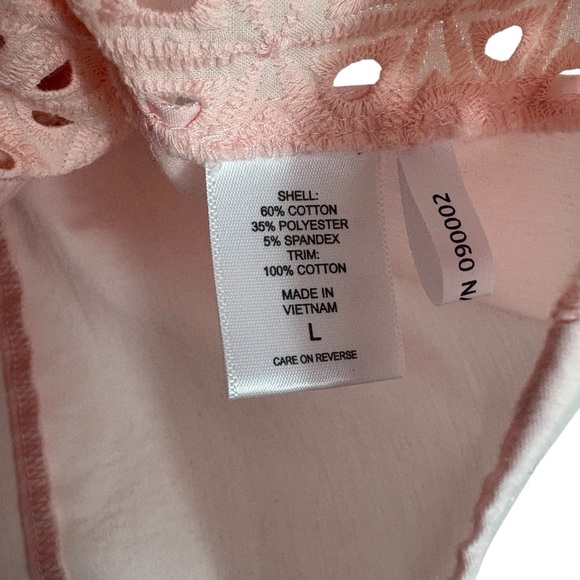 SHELL:
60% COTTON
35% POLYESTER
5% SPANDEX
TRIM:
100% COTTON
MADE IN
VIETNAM
L
CARE ON REVERSE
N 090002